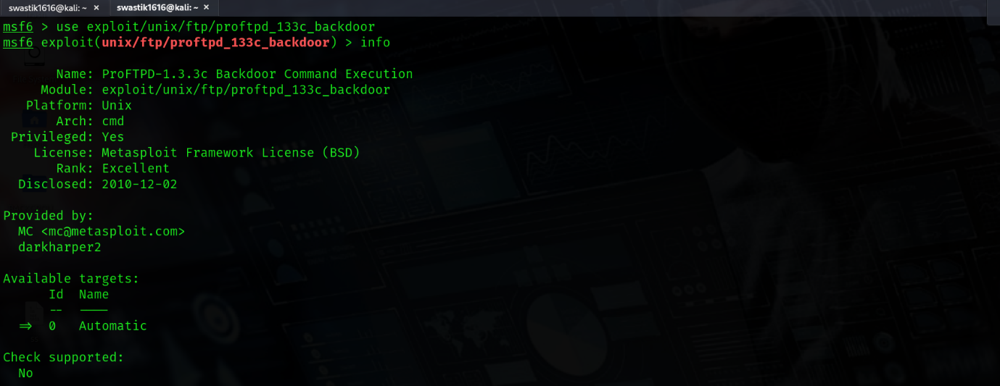 swastik1616@kali: ~ × swastik1616@kali: ~ ×
msf6 > use exploit/unix/ftp/proftpd_133c_backdoor
msf6 exploit(unix/ftp/proftpd_133c_backdoor) > info
Name: ProFTPD-1.3.3c Backdoor Command Execution
Module: exploit/unix/ftp/proftpd_133c_backdoor
Platform: Unix
Arch: cmd
Privileged: Yes
License: Metasploit Framework License (BSD)
Rank: Excellent
Disclosed: 2010-12-02
Provided by:
MC <mc@metasploit.com>
darkharper2
Available targets:
Id  Name
--  ----
=>  0   Automatic
Check supported:
No